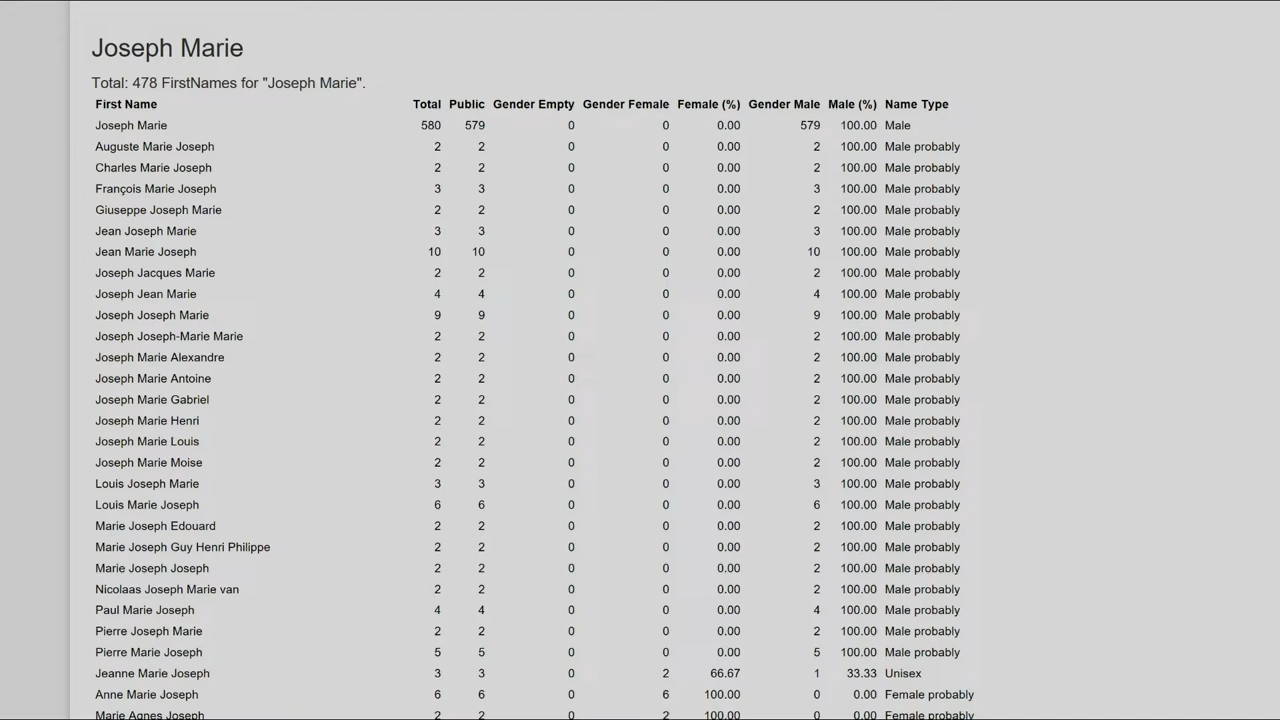 Joseph Marie
Total: 478 FirstNames for "Joseph Marie".
First Name Total Public Gender Empty Gender Female Female (%) Gender Male Male (%) Name Type
Joseph Marie 580 579 0 0 0.00 579 100.00 Male
Auguste Marie Joseph 2 2 0 0 0.00 2 100.00 Male probably
Charles Marie Joseph 2 2 0 0 0.00 2 100.00 Male probably
François Marie Joseph 3 3 0 0 0.00 3 100.00 Male probably
Giuseppe Joseph Marie 2 2 0 0 0.00 2 100.00 Male probably
Jean Joseph Marie 3 3 0 0 0.00 3 100.00 Male probably
Jean Marie Joseph 10 10 0 0 0.00 10 100.00 Male probably
Joseph Jacques Marie 2 2 0 0 0.00 2 100.00 Male probably
Joseph Jean Marie 4 4 0 0 0.00 4 100.00 Male probably
Joseph Joseph Marie 9 9 0 0 0.00 9 100.00 Male probably
Joseph Joseph-Marie Marie 2 2 0 0 0.00 2 100.00 Male probably
Joseph Marie Alexandre 2 2 0 0 0.00 2 100.00 Male probably
Joseph Marie Antoine 2 2 0 0 0.00 2 100.00 Male probably
Joseph Marie Gabriel 2 2 0 0 0.00 2 100.00 Male probably
Joseph Marie Henri 2 2 0 0 0.00 2 100.00 Male probably
Joseph Marie Louis 2 2 0 0 0.00 2 100.00 Male probably
Joseph Marie Moise 2 2 0 0 0.00 2 100.00 Male probably
Louis Joseph Marie 3 3 0 0 0.00 3 100.00 Male probably
Louis Marie Joseph 6 6 0 0 0.00 6 100.00 Male probably
Marie Joseph Edouard 2 2 0 0 0.00 2 100.00 Male probably
Marie Joseph Guy Henri Philippe 2 2 0 0 0.00 2 100.00 Male probably
Marie Joseph Joseph 2 2 0 0 0.00 2 100.00 Male probably
Nicolaas Joseph Marie van 2 2 0 0 0.00 2 100.00 Male probably
Paul Marie Joseph 4 4 0 0 0.00 4 100.00 Male probably
Pierre Joseph Marie 2 2 0 0 0.00 2 100.00 Male probably
Pierre Marie Joseph 5 5 0 0 0.00 5 100.00 Male probably
Jeanne Marie Joseph 3 3 0 2 66.67 1 33.33 Unisex
Anne Marie Joseph 6 6 0 6 100.00 0 0.00 Female probably
Marie Agnes Joseph 2 2 0 2 100.00 0 0.00 Female probably